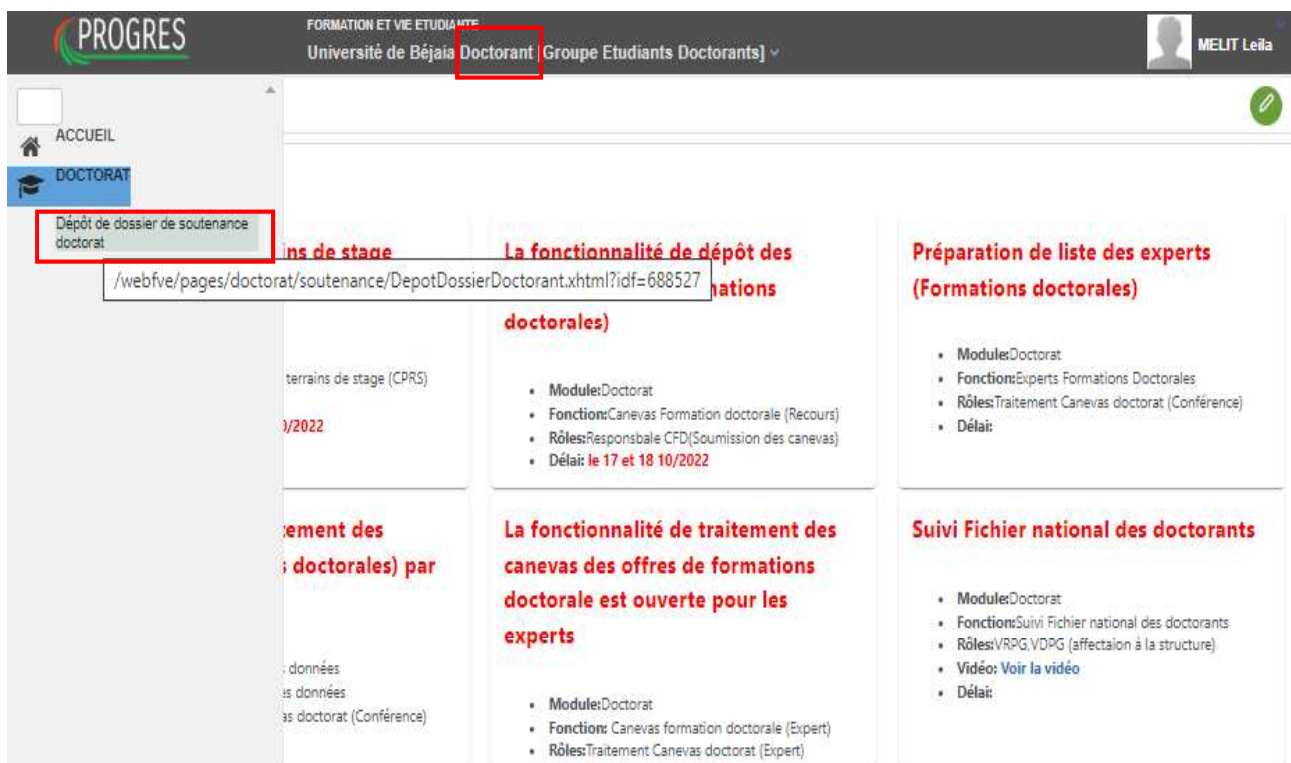 PROGRES
FORMATION ET VIE ETUDIANTE
Université de Béjaia Doctorant [Groupe Etudiants Doctorants]
MELIT Leila
ACCUEIL
DOCTORAT
Dépôt de dossier de soutenance
doctorat
/webfve/pages/doctorat/soutenance/DepotDossierDoctorant.xhtml?idf=688527
ns de stage
terrains de stage (CPRS)
/2022
La fonctionnalité de dépôt des
ations
doctorales)
• Module:Doctorat
• Fonction:Canevas Formation doctorale (Recours)
• Rôles:Responsbale CFD(Soumission des canevas)
• Délai: le 17 et 18 10/2022
Préparation de liste des experts
(Formations doctorales)
• Module:Doctorat
• Fonction:Experts Formations Doctorales
• Rôles:Traitement Canevas doctorat (Conférence)
• Délai:
ement des
doctorales) par
données
es données
as doctorat (Conférence)
La fonctionnalité de traitement des
canevas des offres de formations
doctorale est ouverte pour les
experts
• Module:Doctorat
• Fonction: Canevas formation doctorale (Expert)
• Rôles:Traitement Canevas doctorat (Expert)
Suivi Fichier national des doctorants
• Module:Doctorat
• Fonction:Suivi Fichier national des doctorants
• Rôles:VRPG,VDPG (affectaion à la structure)
• Vidéo: Voir la vidéo
• Délai: